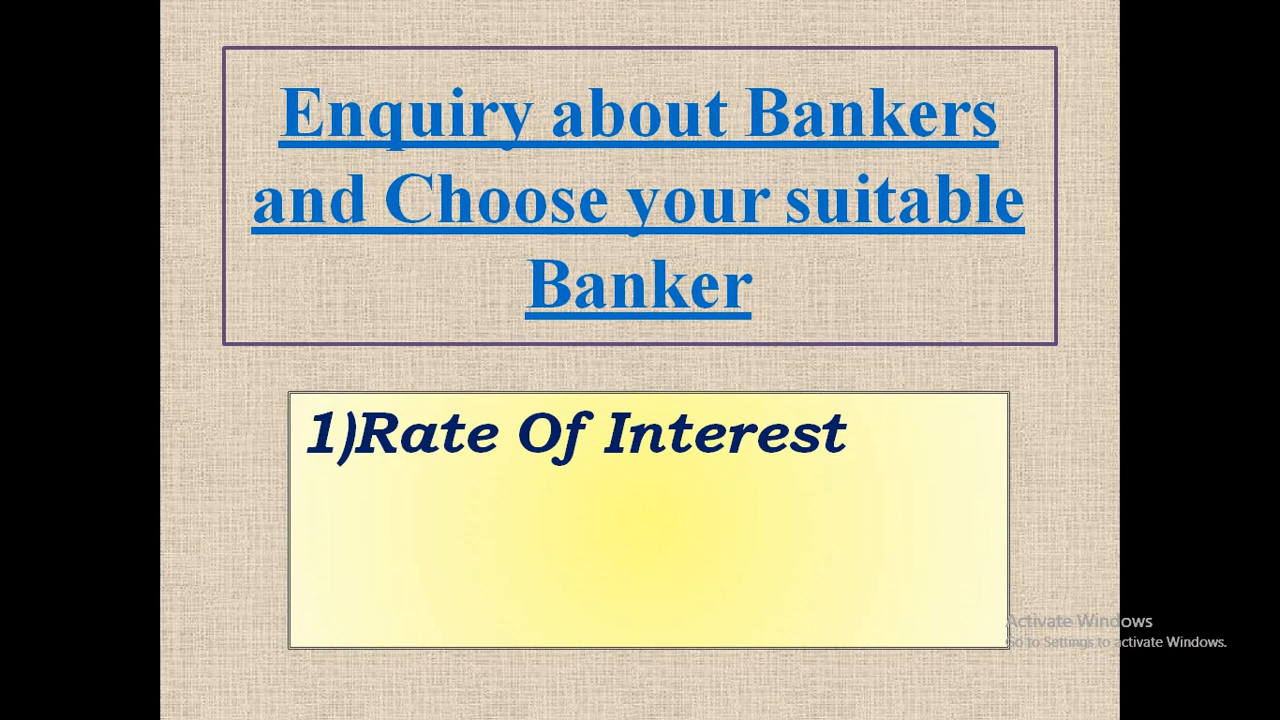 Enquiry about Bankers
and Choose your suitable
Banker
1)Rate Of Interest
Activate Windows
Go to Settings to activate Windows.